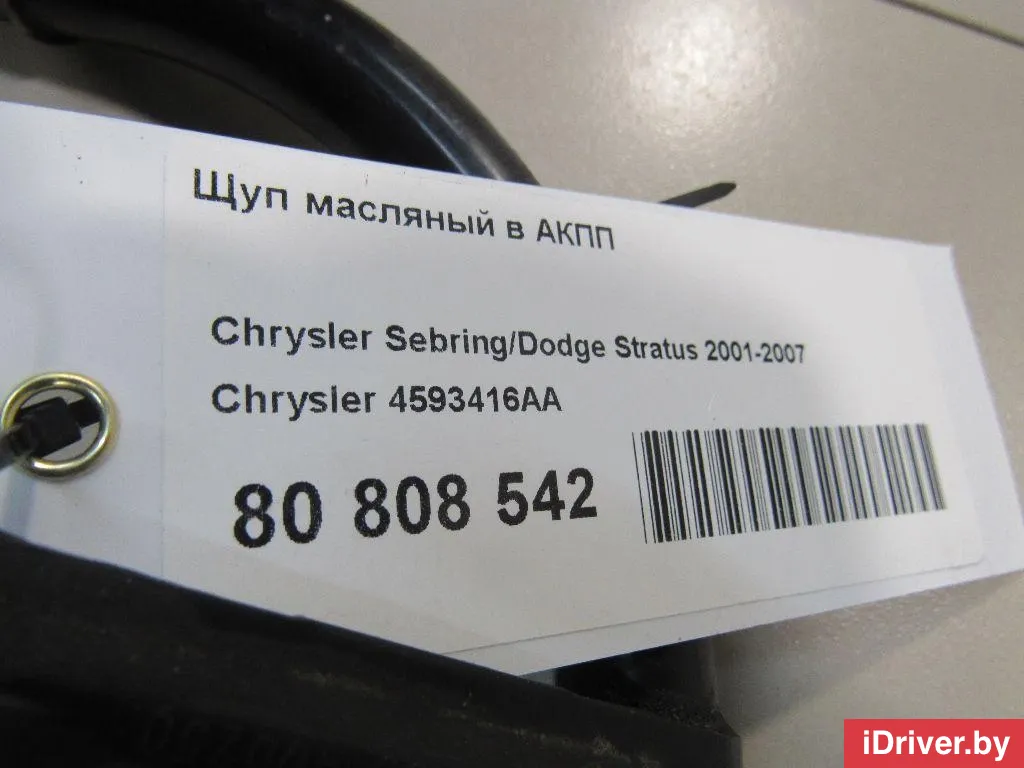 Щуп масляный в АКПП
Chrysler Sebring/Dodge Stratus 2001-2007
Chrysler 4593416AA
80 808 542
iDriver.by